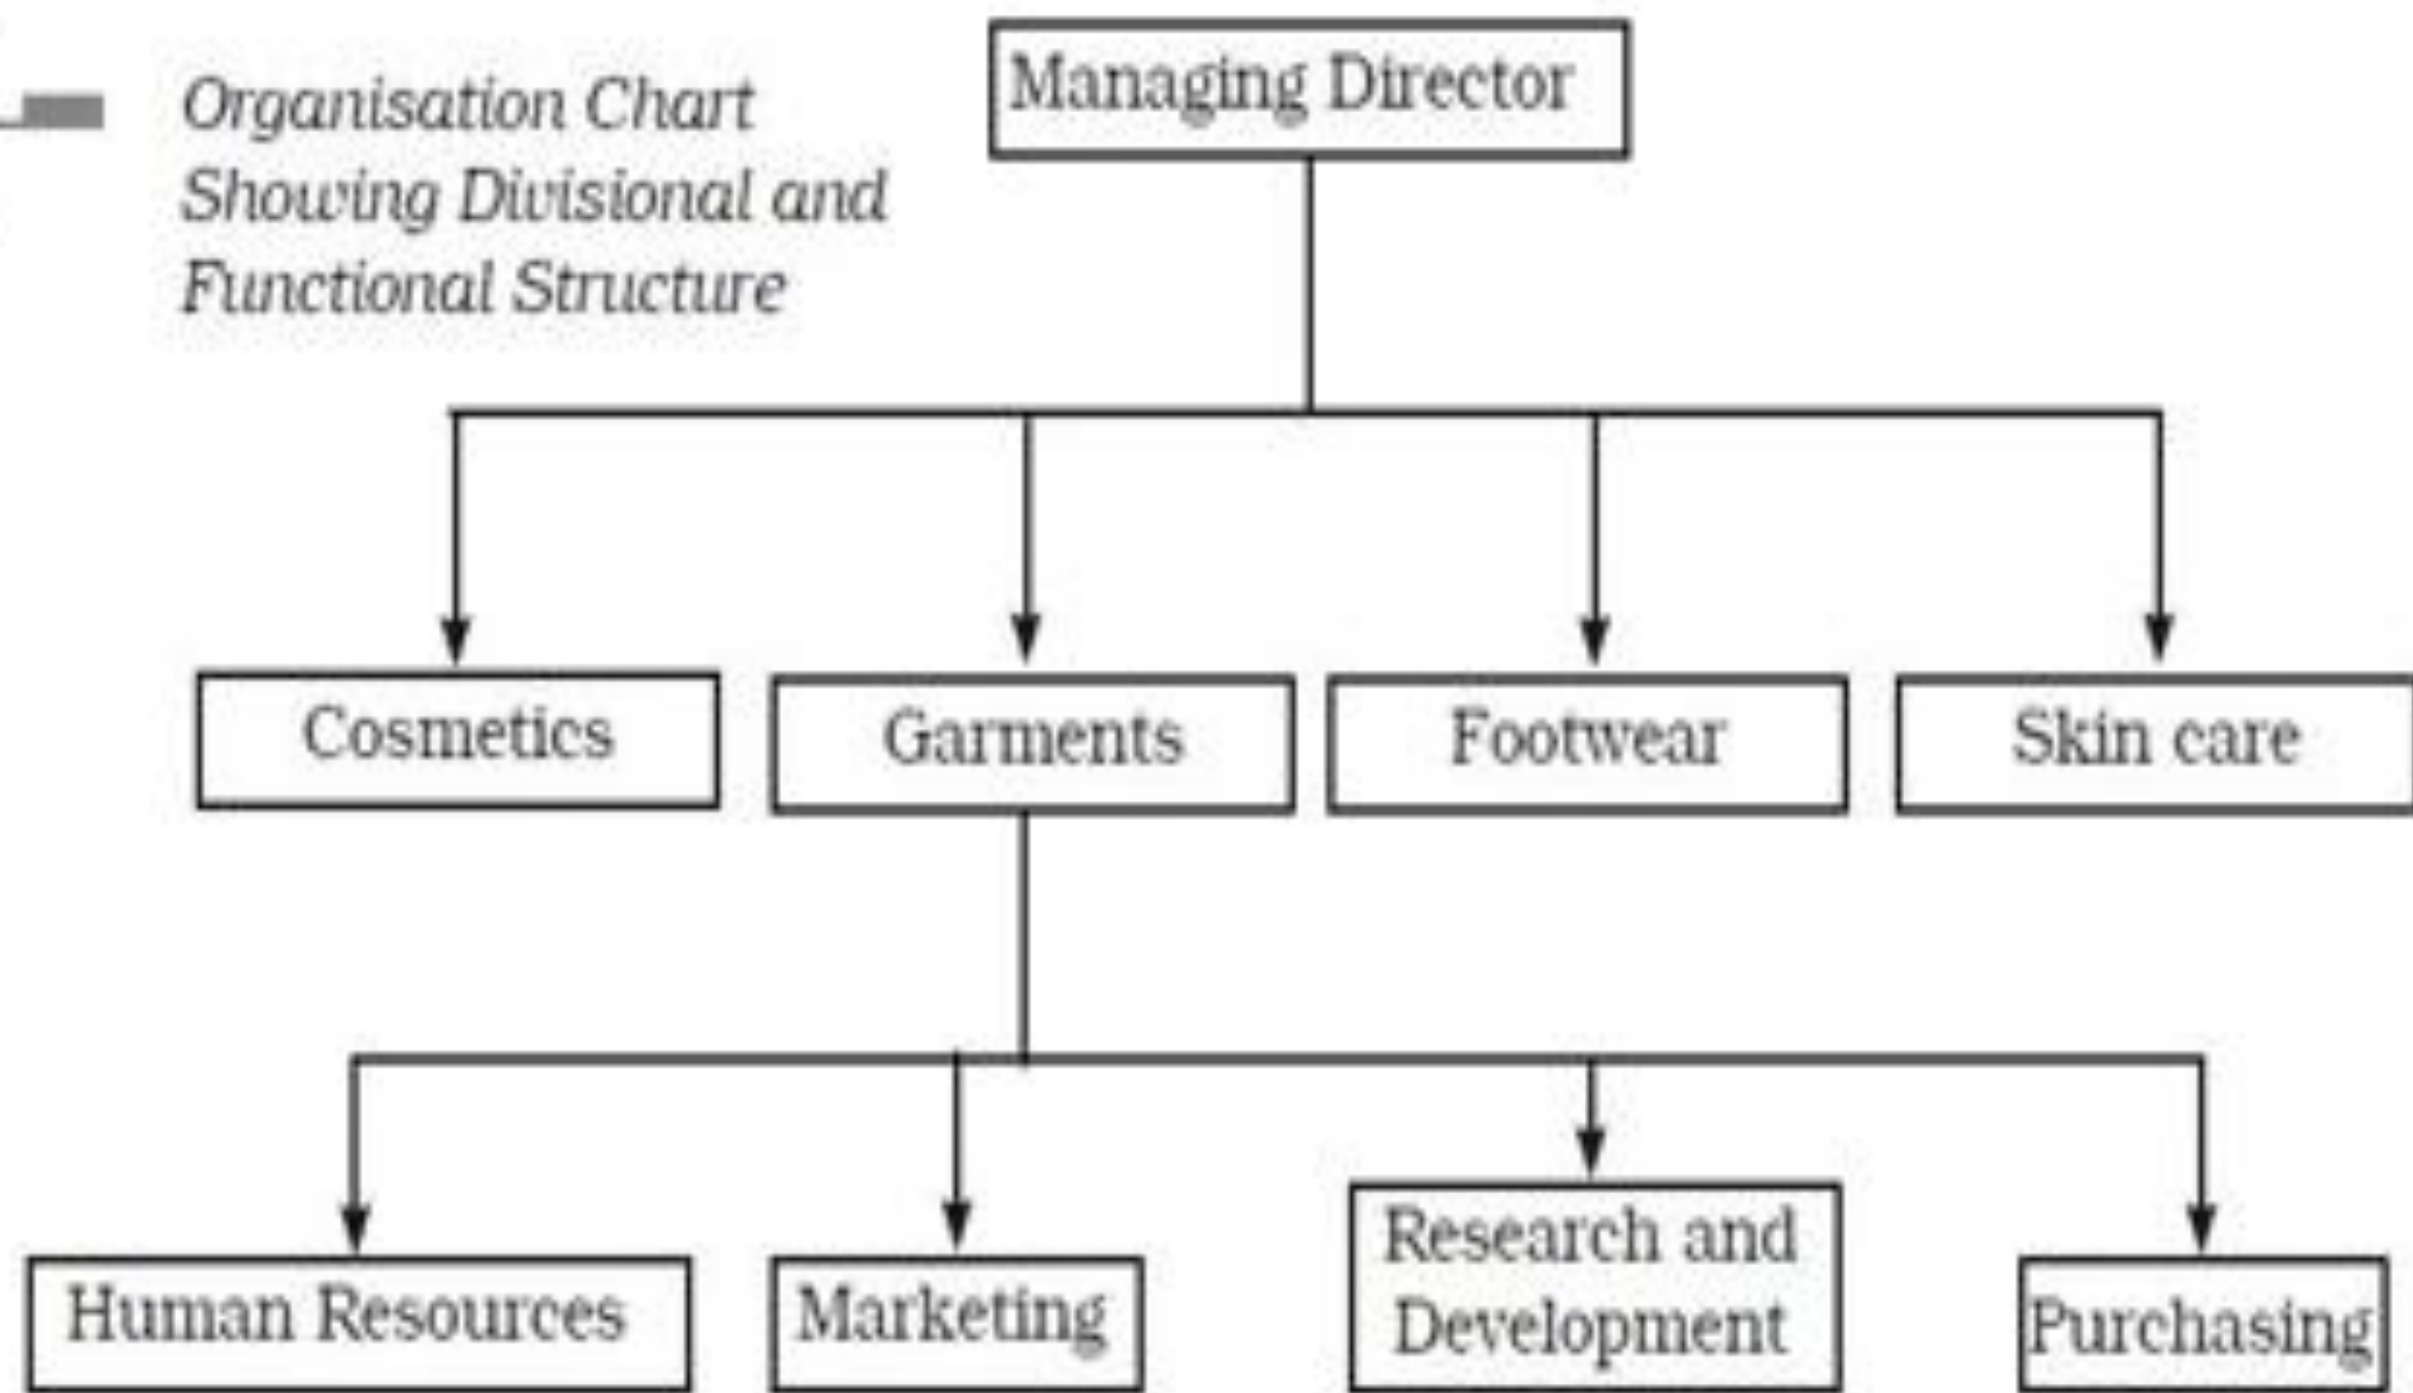 Organisation Chart
Showing Divisional and
Functional Structure
Managing Director
Cosmetics
Garments
Footwear
Skin care
Human Resources
Marketing
Research and
Development
Purchasing